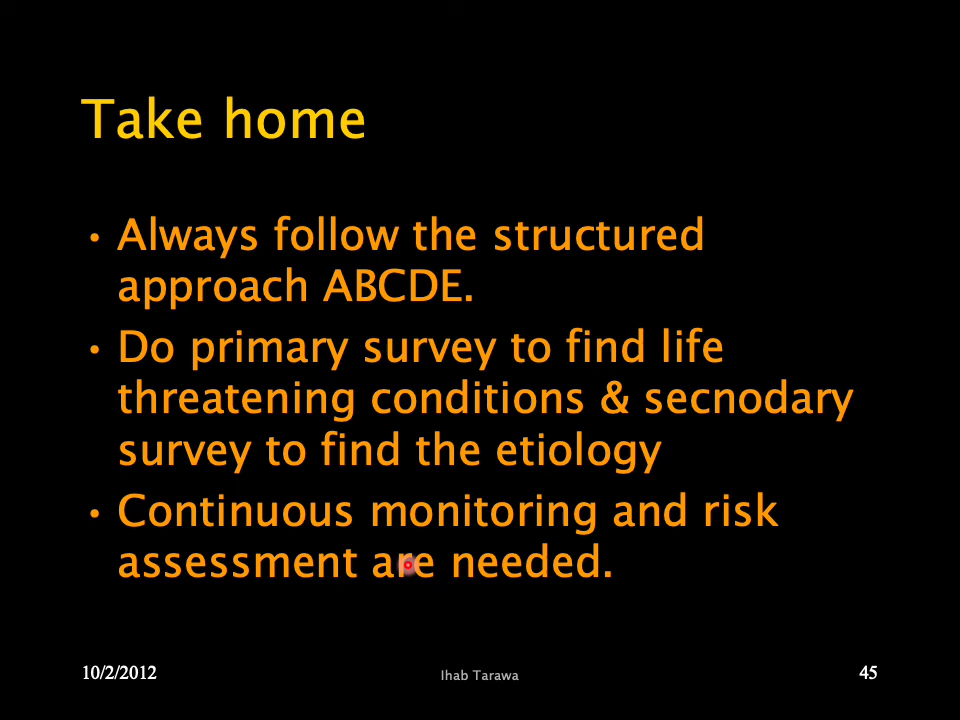 Take home
• Always follow the structured
approach ABCDE.
• Do primary survey to find life
threatening conditions & secnodary
survey to find the etiology
• Continuous monitoring and risk
assessment are needed.
10/2/2012
Ihab Tarawa
45